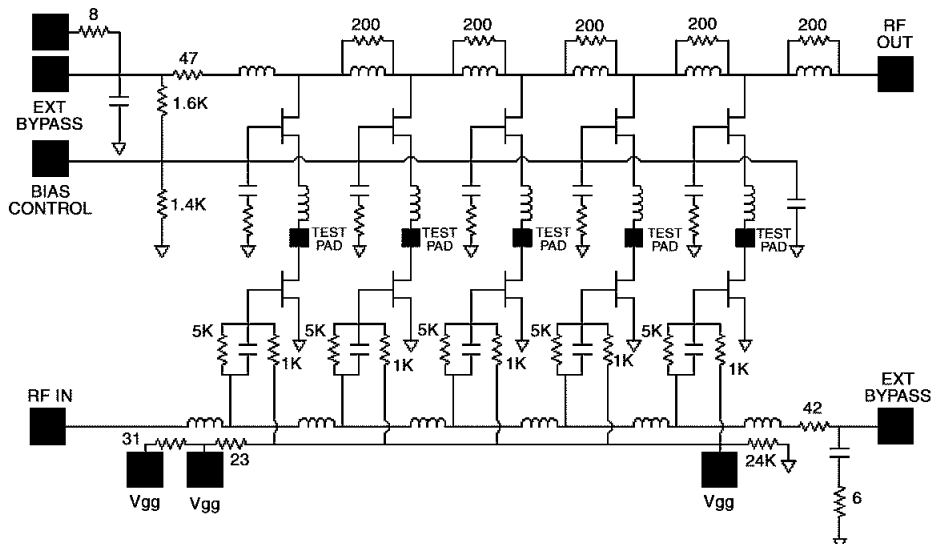 8
200
200
200
200
200
RF
OUT
47
EXT
BYPASS
1.6K
BIAS
CONTROL
1.4K
TEST
PAD
TEST
PAD
TEST
PAD
TEST
PAD
TEST
PAD
5K
5K
5K
5K
5K
1K
1K
1K
1K
1K
RF IN
EXT
BYPASS
42
31
23
24K
Vgg
Vgg
Vgg
6